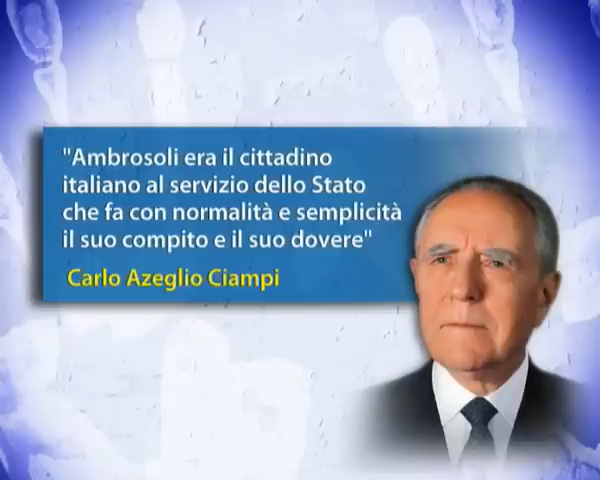 "Ambrosoli era il cittadino
italiano al servizio dello Stato
che fa con normalità e semplicità
il suo compito e il suo dovere"
Carlo Azeglio Ciampi